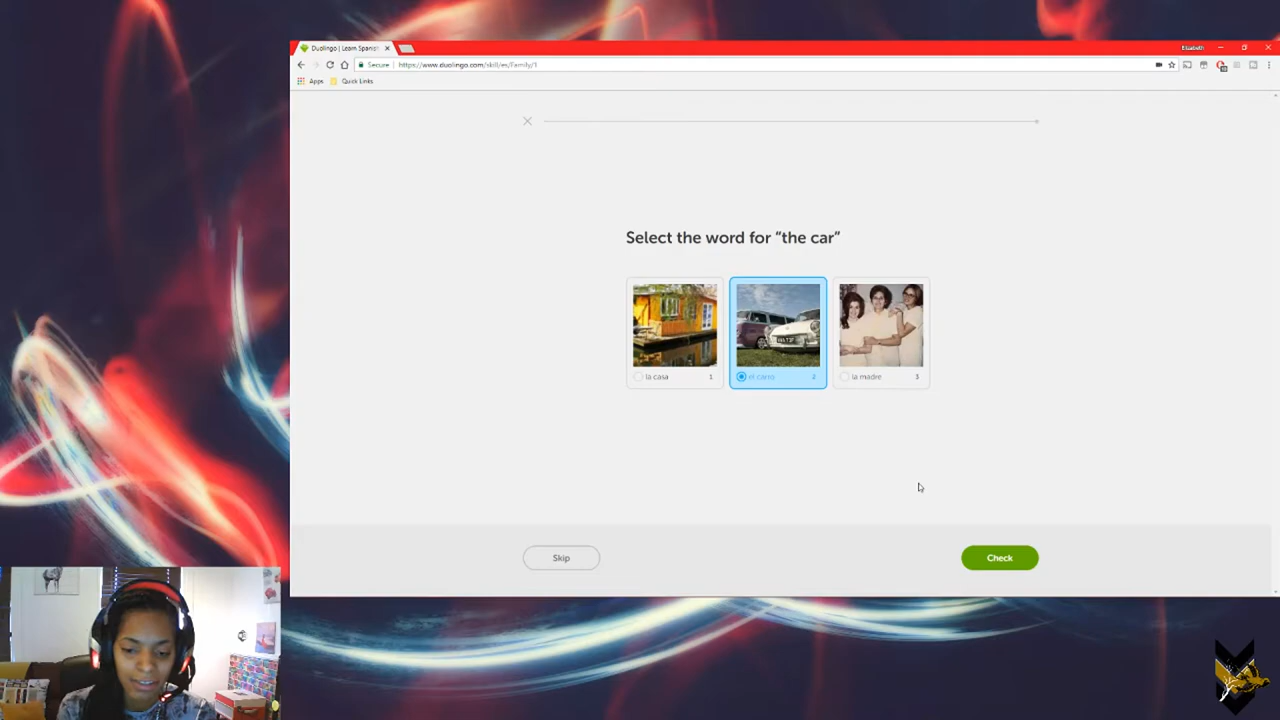 Duolingo | Learn Spanish
Elizabeth
Secure
https://www.duolingo.com/skill/es/Family/1
Apps
Quick Links
Select the word for “the car”
la casa 1
el carro 2
la madre 3
Skip
Check